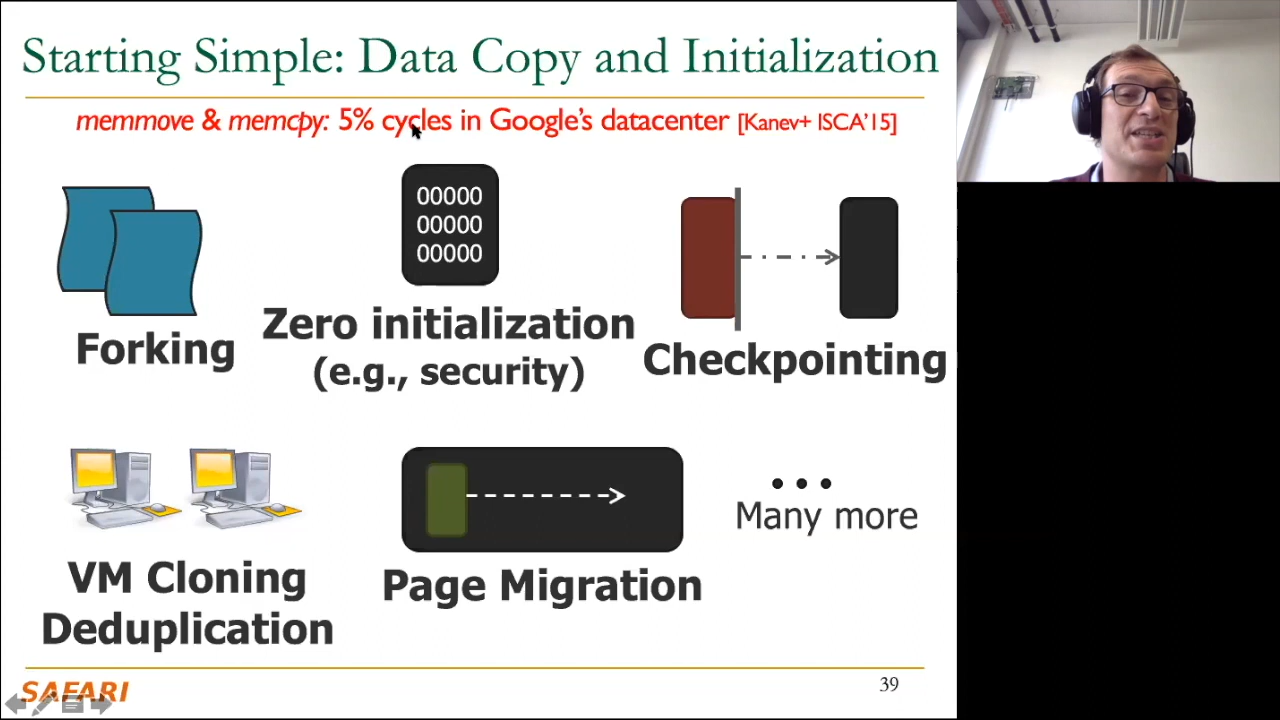 Starting Simple: Data Copy and Initialization
memmove & memcpy: 5% cycles in Google's datacenter [Kanev+ ISCA'15]
00000
00000
00000
Forking
Zero initialization
(e.g., security)
Checkpointing
VM Cloning
Deduplication
Page Migration
• • •
Many more
SAFARI
39